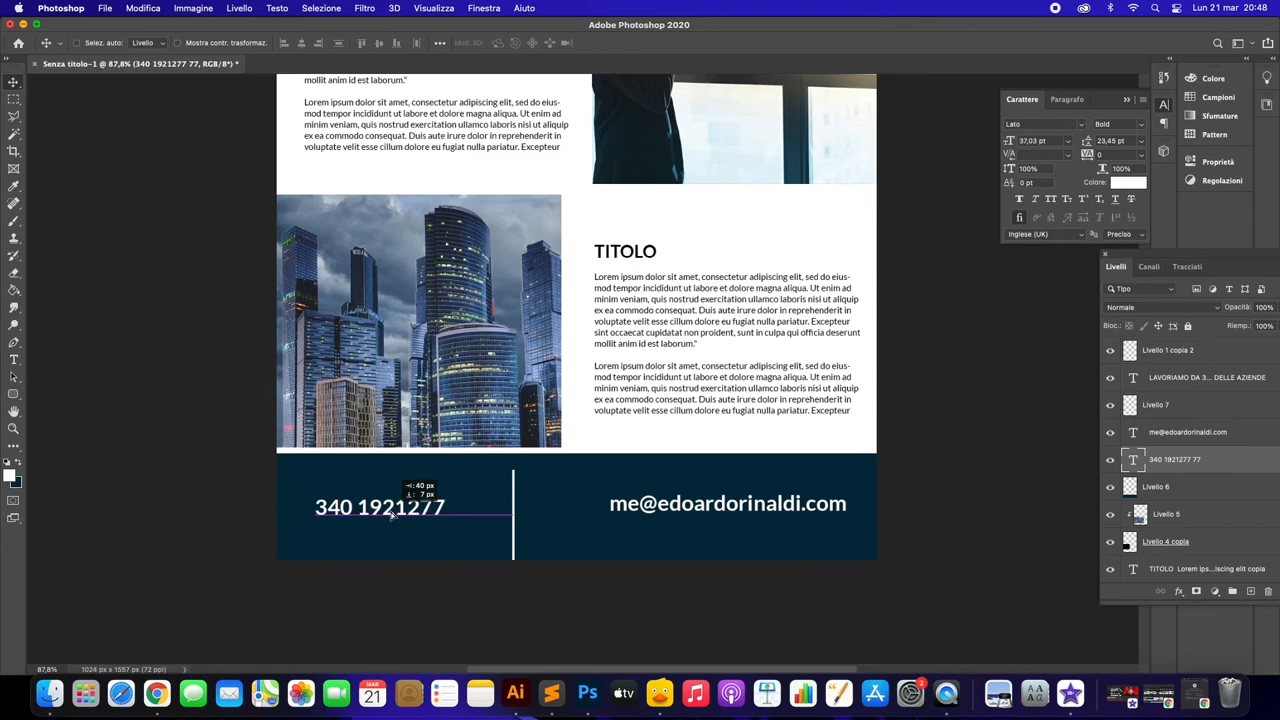 Photoshop File Modifica Immagine Livello Testo Selezione Filtro 3D Visualizza Finestra Aiuto
Lun 21 mar 20:48
Adobe Photoshop 2020
Selez. auto: Livello Mostra contr. trasformaz. Mod. 3D:
Senza titolo-1 @ 87,8% (340 1921277 77, RGB/8*) *
mollit anim id est laborum."
Lorem ipsum dolor sit amet, consectetur adipiscing elit, sed do eius-
mod tempor incididunt ut labore et dolore magna aliqua. Ut enim ad
minim veniam, quis nostrud exercitation ullamco laboris nisi ut aliquip
ex ea commodo consequat. Duis aute irure dolor in reprehenderit in
voluptate velit esse cillum dolore eu fugiat nulla pariatur. Excepteur
TITOLO
Lorem ipsum dolor sit amet, consectetur adipiscing elit, sed do eius-
mod tempor incididunt ut labore et dolore magna aliqua. Ut enim ad
minim veniam, quis nostrud exercitation ullamco laboris nisi ut aliquip
ex ea commodo consequat. Duis aute irure dolor in reprehenderit in
voluptate velit esse cillum dolore eu fugiat nulla pariatur. Excepteur
sint occaecat cupidatat non proident, sunt in culpa qui officia deserunt
mollit anim id est laborum."
Lorem ipsum dolor sit amet, consectetur adipiscing elit, sed do eius-
mod tempor incididunt ut labore et dolore magna aliqua. Ut enim ad
minim veniam, quis nostrud exercitation ullamco laboris nisi ut aliquip
ex ea commodo consequat. Duis aute irure dolor in reprehenderit in
voluptate velit esse cillum dolore eu fugiat nulla pariatur. Excepteur
40 px
7 px
340 1921277
me@edoardorinaldi.com
87,8% 1024 px x 1557 px (72 ppi)
Carattere Paragrafo
Lato Bold
37,03 pt 23,45 pt
0
100% 100%
0 pt Colore:
Inglese (UK) Preciso
Colore
Campioni
Sfumature
Pattern
Proprietà
Regolazioni
Livelli Canali Tracciati
Tipo
Normale Opacità: 100%
Bloc.: Riemp.: 100%
Livello 1 copia 2
LAVORIAMO DA 3... DELLE AZIENDE
Livello 7
me@edoardorinaldi.com
340 1921277 77
Livello 6
Livello 5
Livello 4 copia
TITOLO Lorem ips...iscing elit copia
MAR
21
Ai
Ps
tv
2